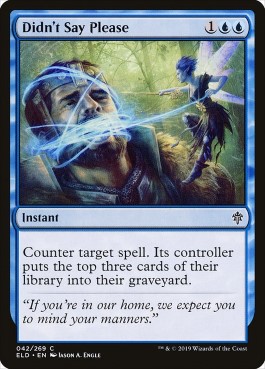 Didn't Say Please 1
Instant
Counter target spell. Its controller
puts the top three cards of their
library into their graveyard.
"If you're in our home, we expect you
to mind your manners."
042/269 C
ELD • EN JASON A. ENGLE
™ & © 2019 Wizards of the Coast